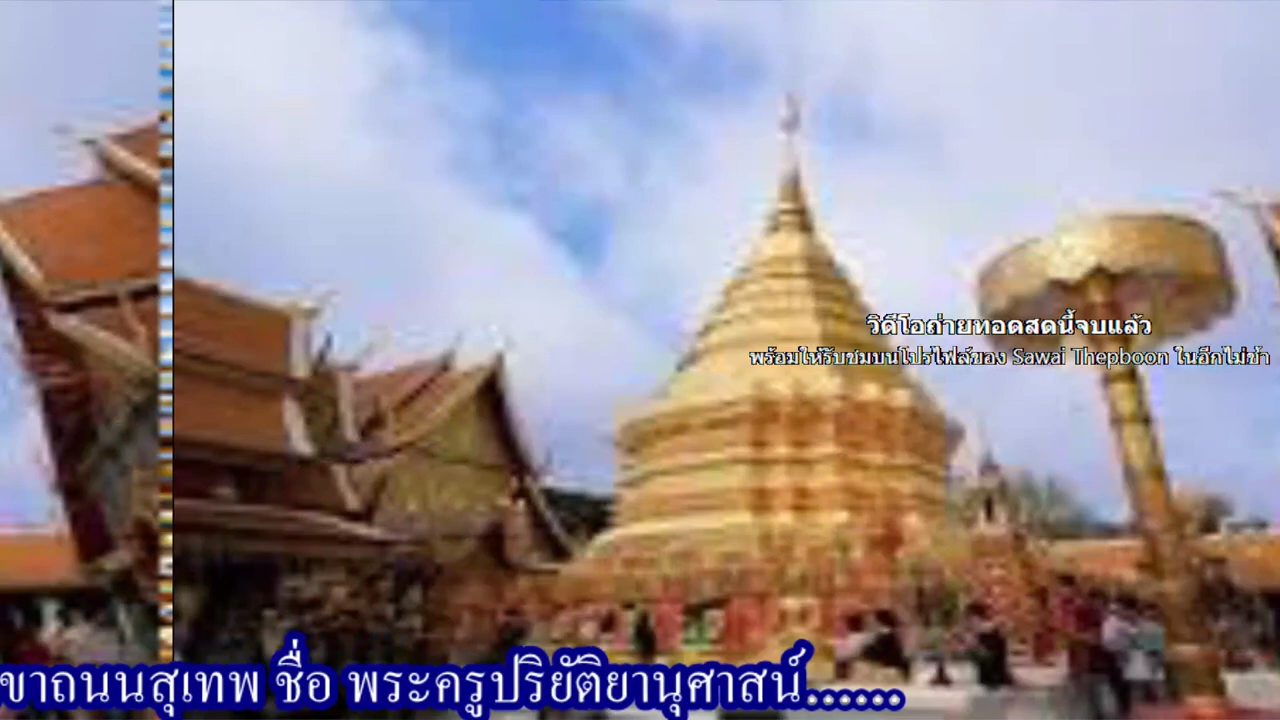 วิดีโอถ่ายทอดสดนี้จบแล้ว
พร้อมให้รับชมบนโปรไฟล์ของ Sawai Thepboon ในอีกไม่ช้า
ขาถนนสุเทพ ชื่อ พระครูปริยัติยานุศาสน์......